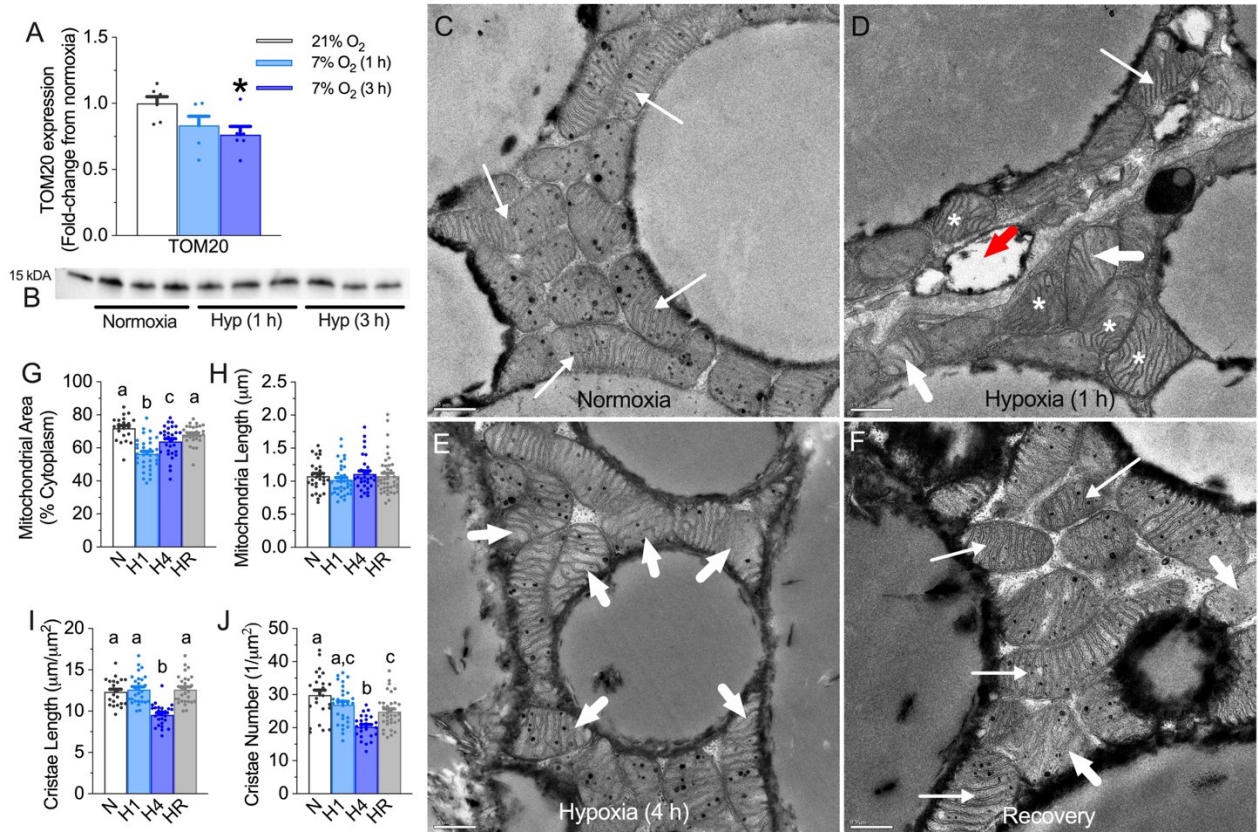 A
1.5
1.0
0.5
0.0
TOM20 expression
(Fold-change from normoxia)
TOM20
*
21% O₂
7% O₂ (1 h)
7% O₂ (3 h)
B
15 kDA
Normoxia
Hyp (1 h)
Hyp (3 h)
C
Normoxia
D
*
*
*
*
Hypoxia (1 h)
E
Hypoxia (4 h)
F
Recovery
G
Mitochondrial Area
(% Cytoplasm)
100
80
60
40
20
0
a
b
c
a
N
H1
H4
HR
H
Mitochondria Length (μm)
2.5
2.0
1.5
1.0
0.5
0.0
N
H1
H4
HR
I
Cristae Length (μm/μm²)
20
15
10
5
0
a
a
b
a
N
H1
H4
HR
J
Cristae Number (1/μm²)
50
40
30
20
10
0
a
a,c
b
c
N
H1
H4
HR